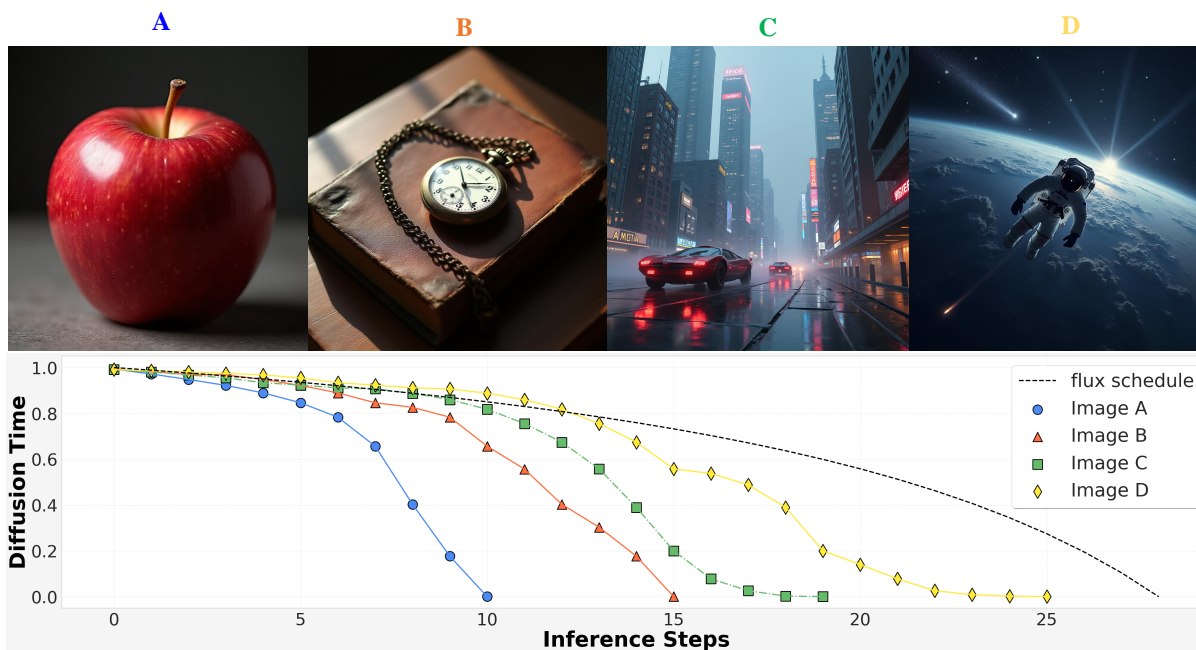 A
B
C
D
A MOTIA
1.0
0.8
0.6
0.4
0.2
0.0
Diffusion Time
flux schedule
Image A
Image B
Image C
Image D
0
5
10
15
20
25
Inference Steps